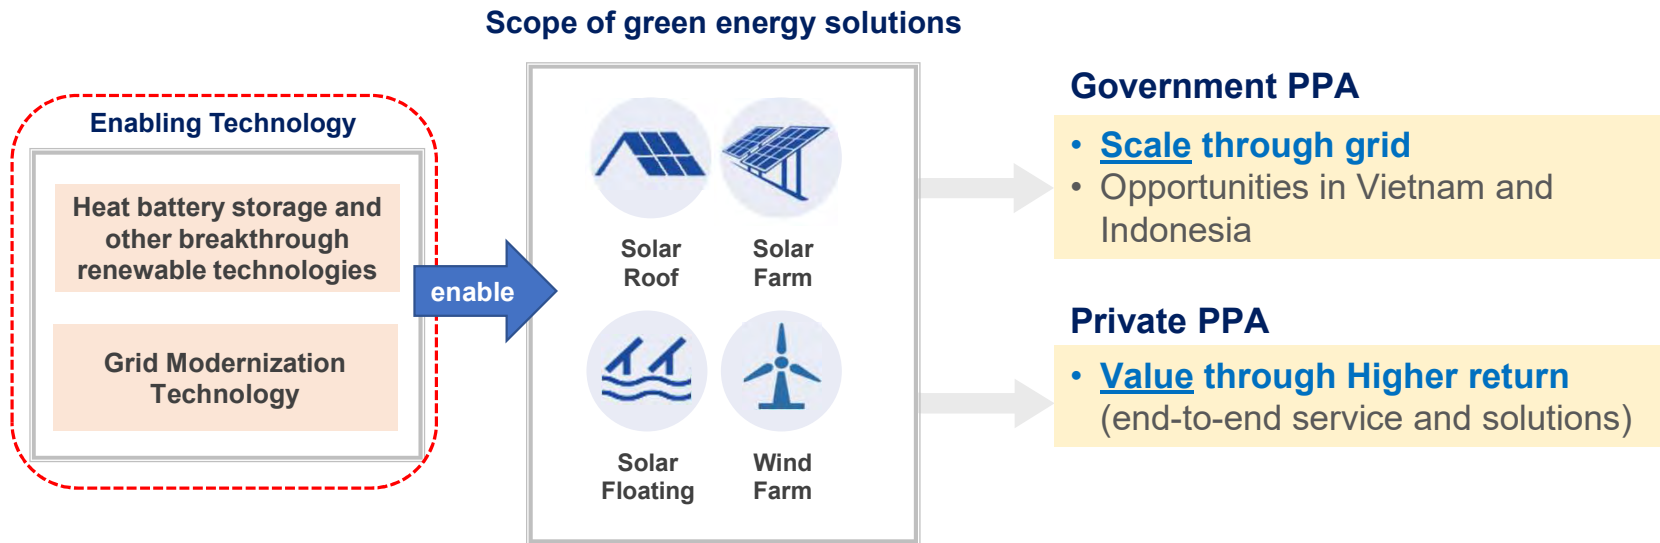 Scope of green energy solutions
Enabling Technology
Heat battery storage and
other breakthrough
renewable technologies
Grid Modernization
Technology
enable
Solar
Roof
Solar
Farm
Solar
Floating
Wind
Farm
Government PPA
• Scale through grid
• Opportunities in Vietnam and
Indonesia
Private PPA
• Value through Higher return
(end-to-end service and solutions)